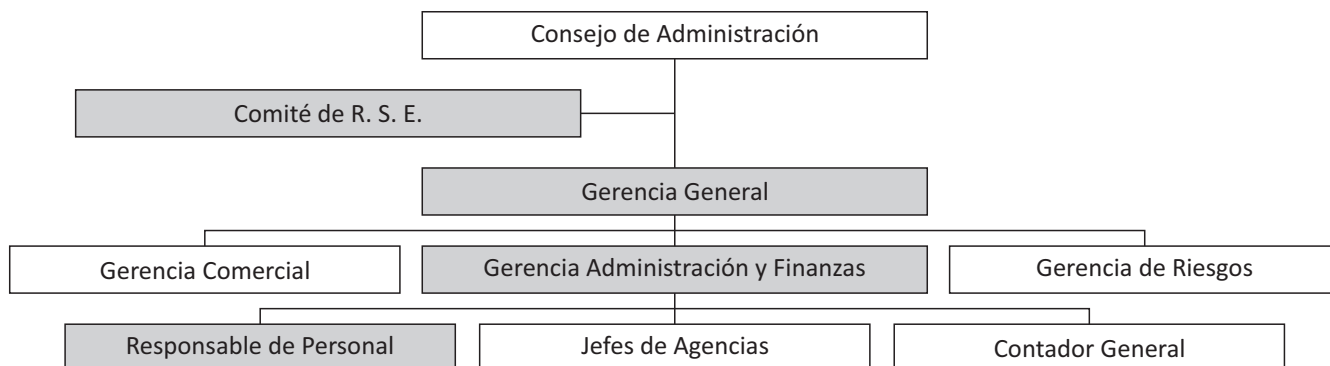 Consejo de Administración
Comité de R. S. E.
Gerencia General
Gerencia Comercial
Gerencia Administración y Finanzas
Gerencia de Riesgos
Responsable de Personal
Jefes de Agencias
Contador General